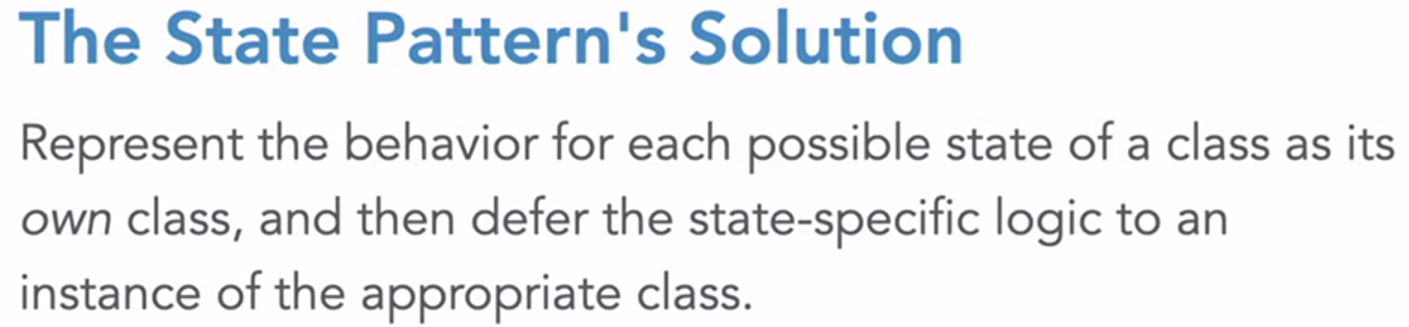 The State Pattern's Solution
Represent the behavior for each possible state of a class as its
own class, and then defer the state-specific logic to an
instance of the appropriate class.